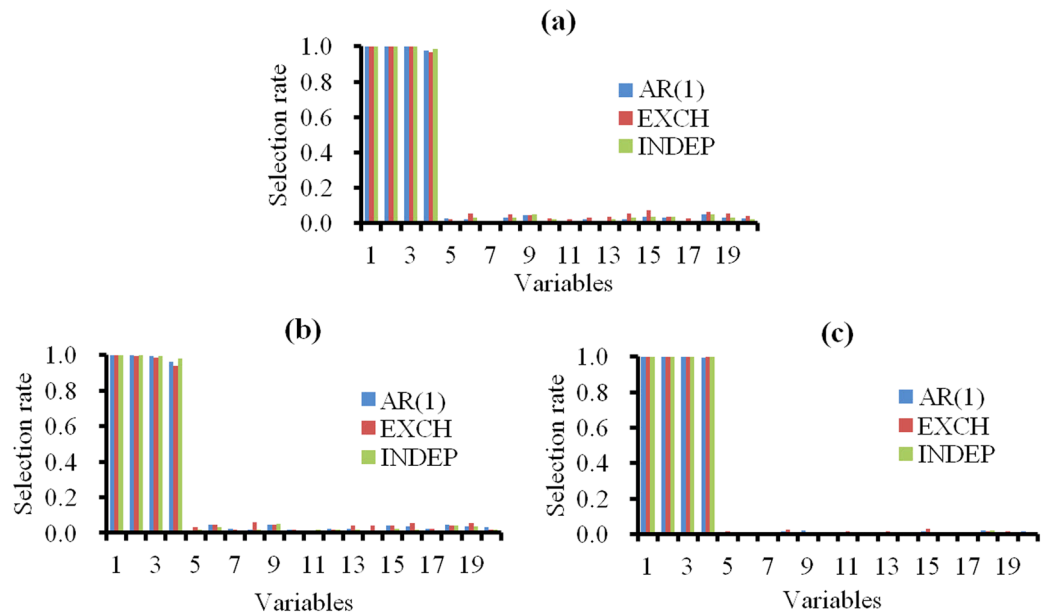 (a)
Selection rate
1.0
0.8
0.6
0.4
0.2
0.0
AR(1)
EXCH
INDEP
1 3 5 7 9 11 13 15 17 19
Variables
(b)
Selection rate
1.0
0.8
0.6
0.4
0.2
0.0
AR(1)
EXCH
INDEP
1 3 5 7 9 11 13 15 17 19
Variables
(c)
Selection rate
1.0
0.8
0.6
0.4
0.2
0.0
AR(1)
EXCH
INDEP
1 3 5 7 9 11 13 15 17 19
Variables